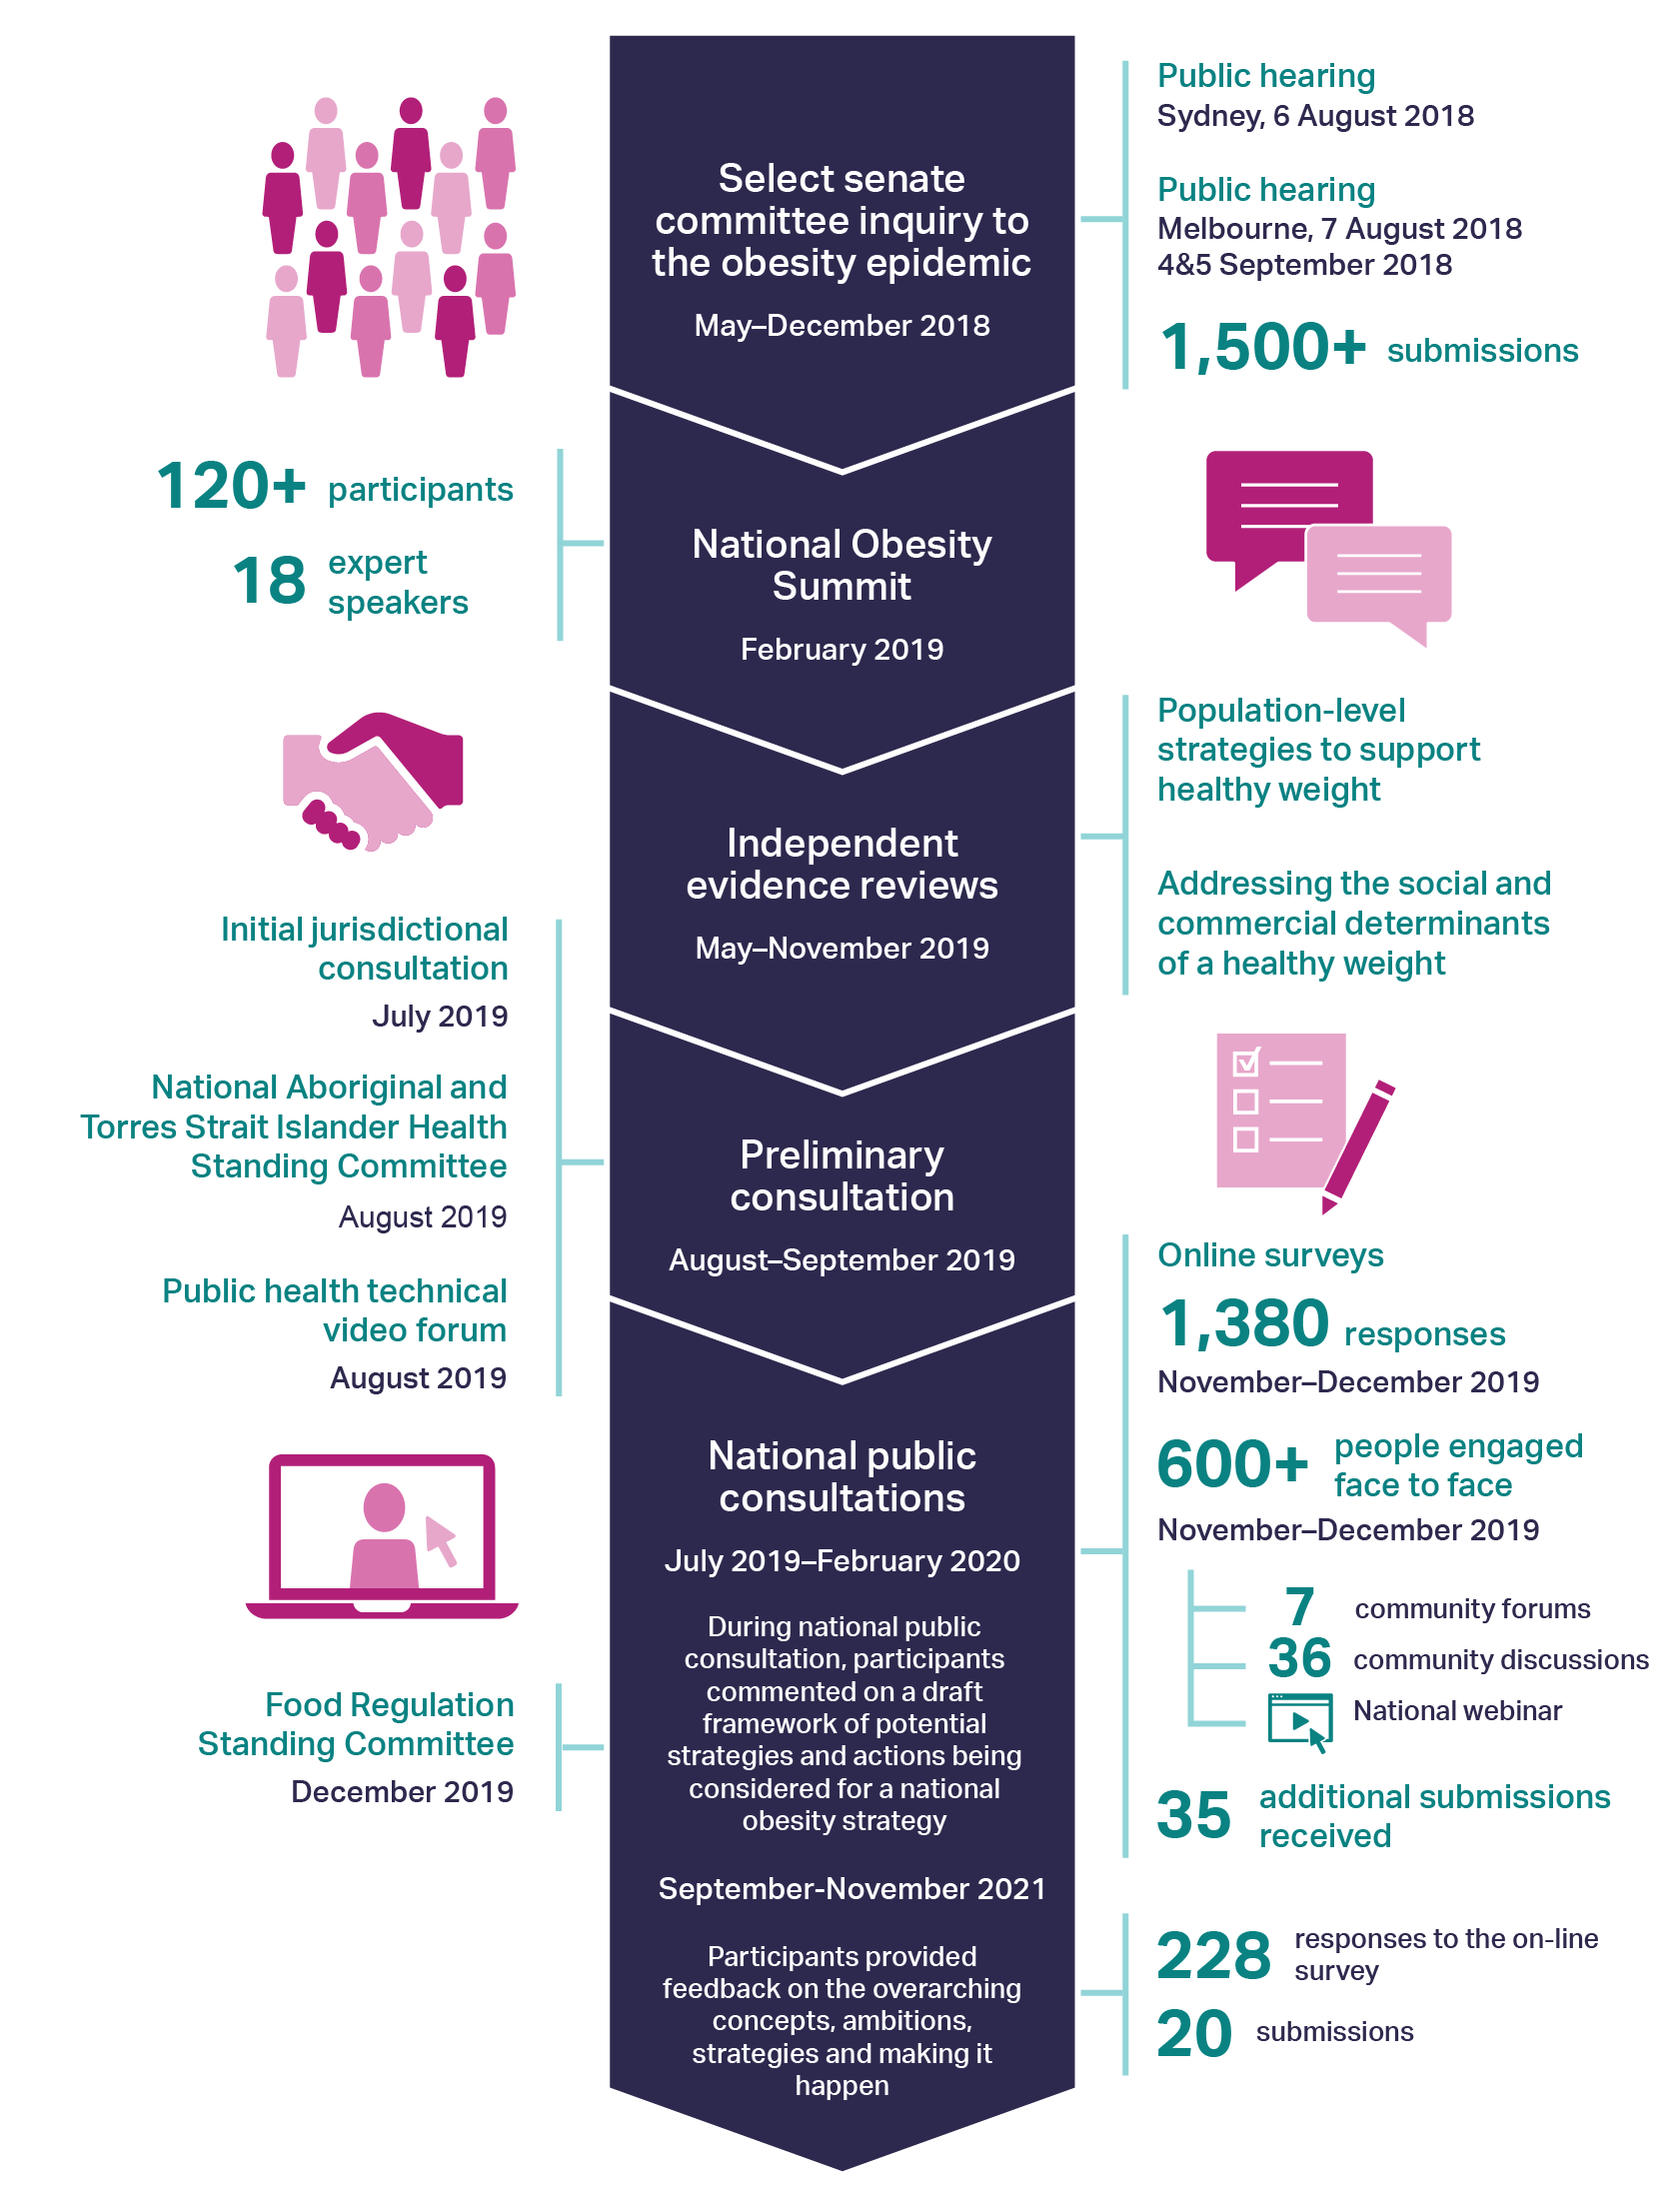 Select senate
committee inquiry to
the obesity epidemic
May–December 2018
Public hearing
Sydney, 6 August 2018
Public hearing
Melbourne, 7 August 2018
4&5 September 2018
1,500+ submissions
120+ participants
18 expert
speakers
National Obesity
Summit
February 2019
Independent
evidence reviews
May–November 2019
Population-level
strategies to support
healthy weight
Addressing the social and
commercial determinants
of a healthy weight
Initial jurisdictional
consultation
July 2019
National Aboriginal and
Torres Strait Islander Health
Standing Committee
August 2019
Public health technical
video forum
August 2019
Preliminary
consultation
August–September 2019
National public
consultations
July 2019–February 2020
During national public
consultation, participants
commented on a draft
framework of potential
strategies and actions being
considered for a national
obesity strategy
Online surveys
1,380 responses
November–December 2019
600+ people engaged
face to face
November–December 2019
7 community forums
36 community discussions
National webinar
35 additional submissions
received
Food Regulation
Standing Committee
December 2019
September-November 2021
Participants provided
feedback on the overarching
concepts, ambitions,
strategies and making it
happen
228 responses to the on-line
survey
20 submissions